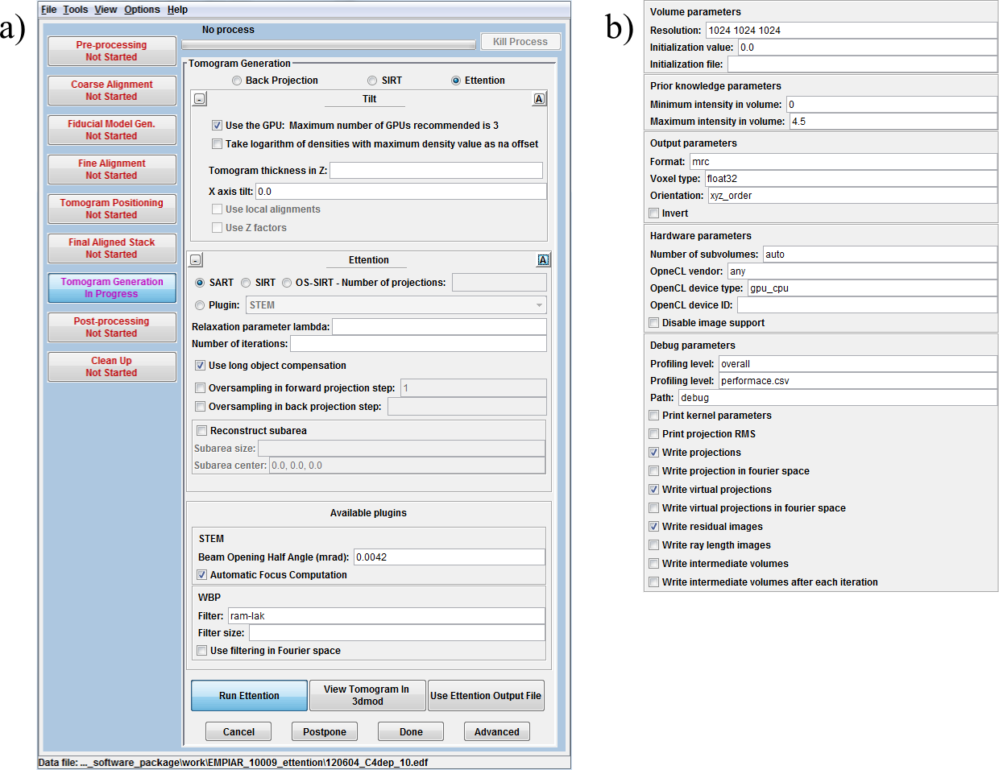 a)
File Tools View Options Help
No process
Kill Process
Pre-processing
Not Started
Coarse Alignment
Not Started
Fiducial Model Gen.
Not Started
Fine Alignment
Not Started
Tomogram Positioning
Not Started
Final Aligned Stack
Not Started
Tomogram Generation
In Progress
Post-processing
Not Started
Clean Up
Not Started
Tomogram Generation
Back Projection SIRT Ettention
- Tilt A
Use the GPU: Maximum number of GPUs recommended is 3
Take logarithm of densities with maximum density value as na offset
Tomogram thickness in Z:
X axis tilt: 0.0
Use local alignments
Use Z factors
- Ettention A
SART SIRT OS-SIRT - Number of projections:
Plugin: STEM
Relaxation parameter lambda:
Number of iterations:
Use long object compensation
Oversampling in forward projection step: 1
Oversampling in back projection step:
Reconstruct subarea
Subarea size:
Subarea center: 0.0, 0.0, 0.0
Available plugins
STEM
Beam Opening Half Angle (mrad): 0.0042
Automatic Focus Computation
WBP
Filter: ram-lak
Filter size:
Use filtering in Fourier space
Run Ettention
View Tomogram In
3dmod
Use Ettention Output File
Cancel Postpone Done Advanced
Data file: ..._software_package\work\EMPIAR_10009_ettention\120604_C4dep_10.edf
b)
Volume parameters
Resolution: 1024 1024 1024
Initialization value: 0.0
Initialization file:
Prior knowledge parameters
Minimum intensity in volume: 0
Maximum intensity in volume: 4.5
Output parameters
Format: mrc
Voxel type: float32
Orientation: xyz_order
Invert
Hardware parameters
Number of subvolumes: auto
OpneCL vendor: any
OpenCL device type: gpu_cpu
OpenCL device ID:
Disable image support
Debug parameters
Profiling level: overall
Profiling level: performace.csv
Path: debug
Print kernel parameters
Print projection RMS
Write projections
Write projection in fourier space
Write virtual projections
Write virtual projections in fourier space
Write residual images
Write ray length images
Write intermediate volumes
Write intermediate volumes after each iteration